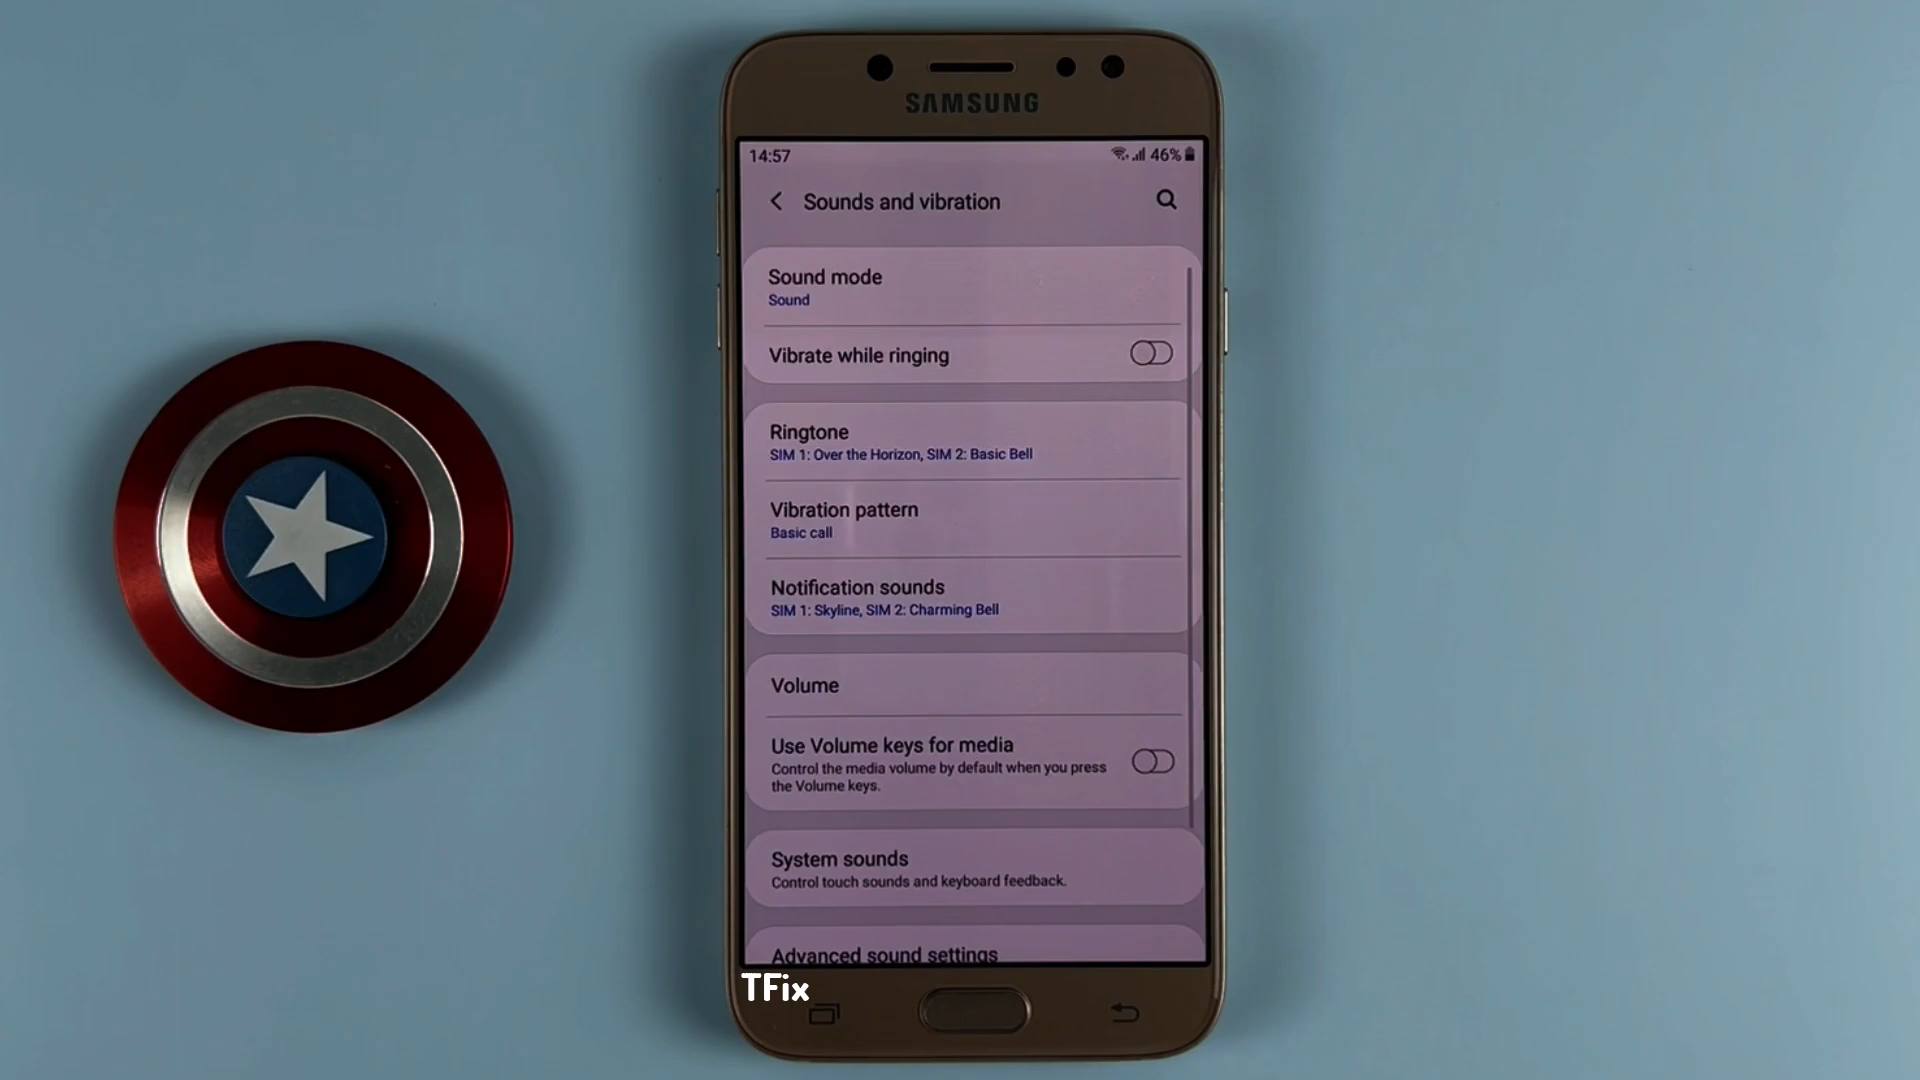 SAMSUNG
14:57
46%
Sounds and vibration
Sound mode
Sound
Vibrate while ringing
Ringtone
SIM 1: Over the Horizon, SIM 2: Basic Bell
Vibration pattern
Basic call
Notification sounds
SIM 1: Skyline, SIM 2: Charming Bell
Volume
Use Volume keys for media
Control the media volume by default when you press
the Volume keys.
System sounds
Control touch sounds and keyboard feedback.
Advanced sound settings
TFix